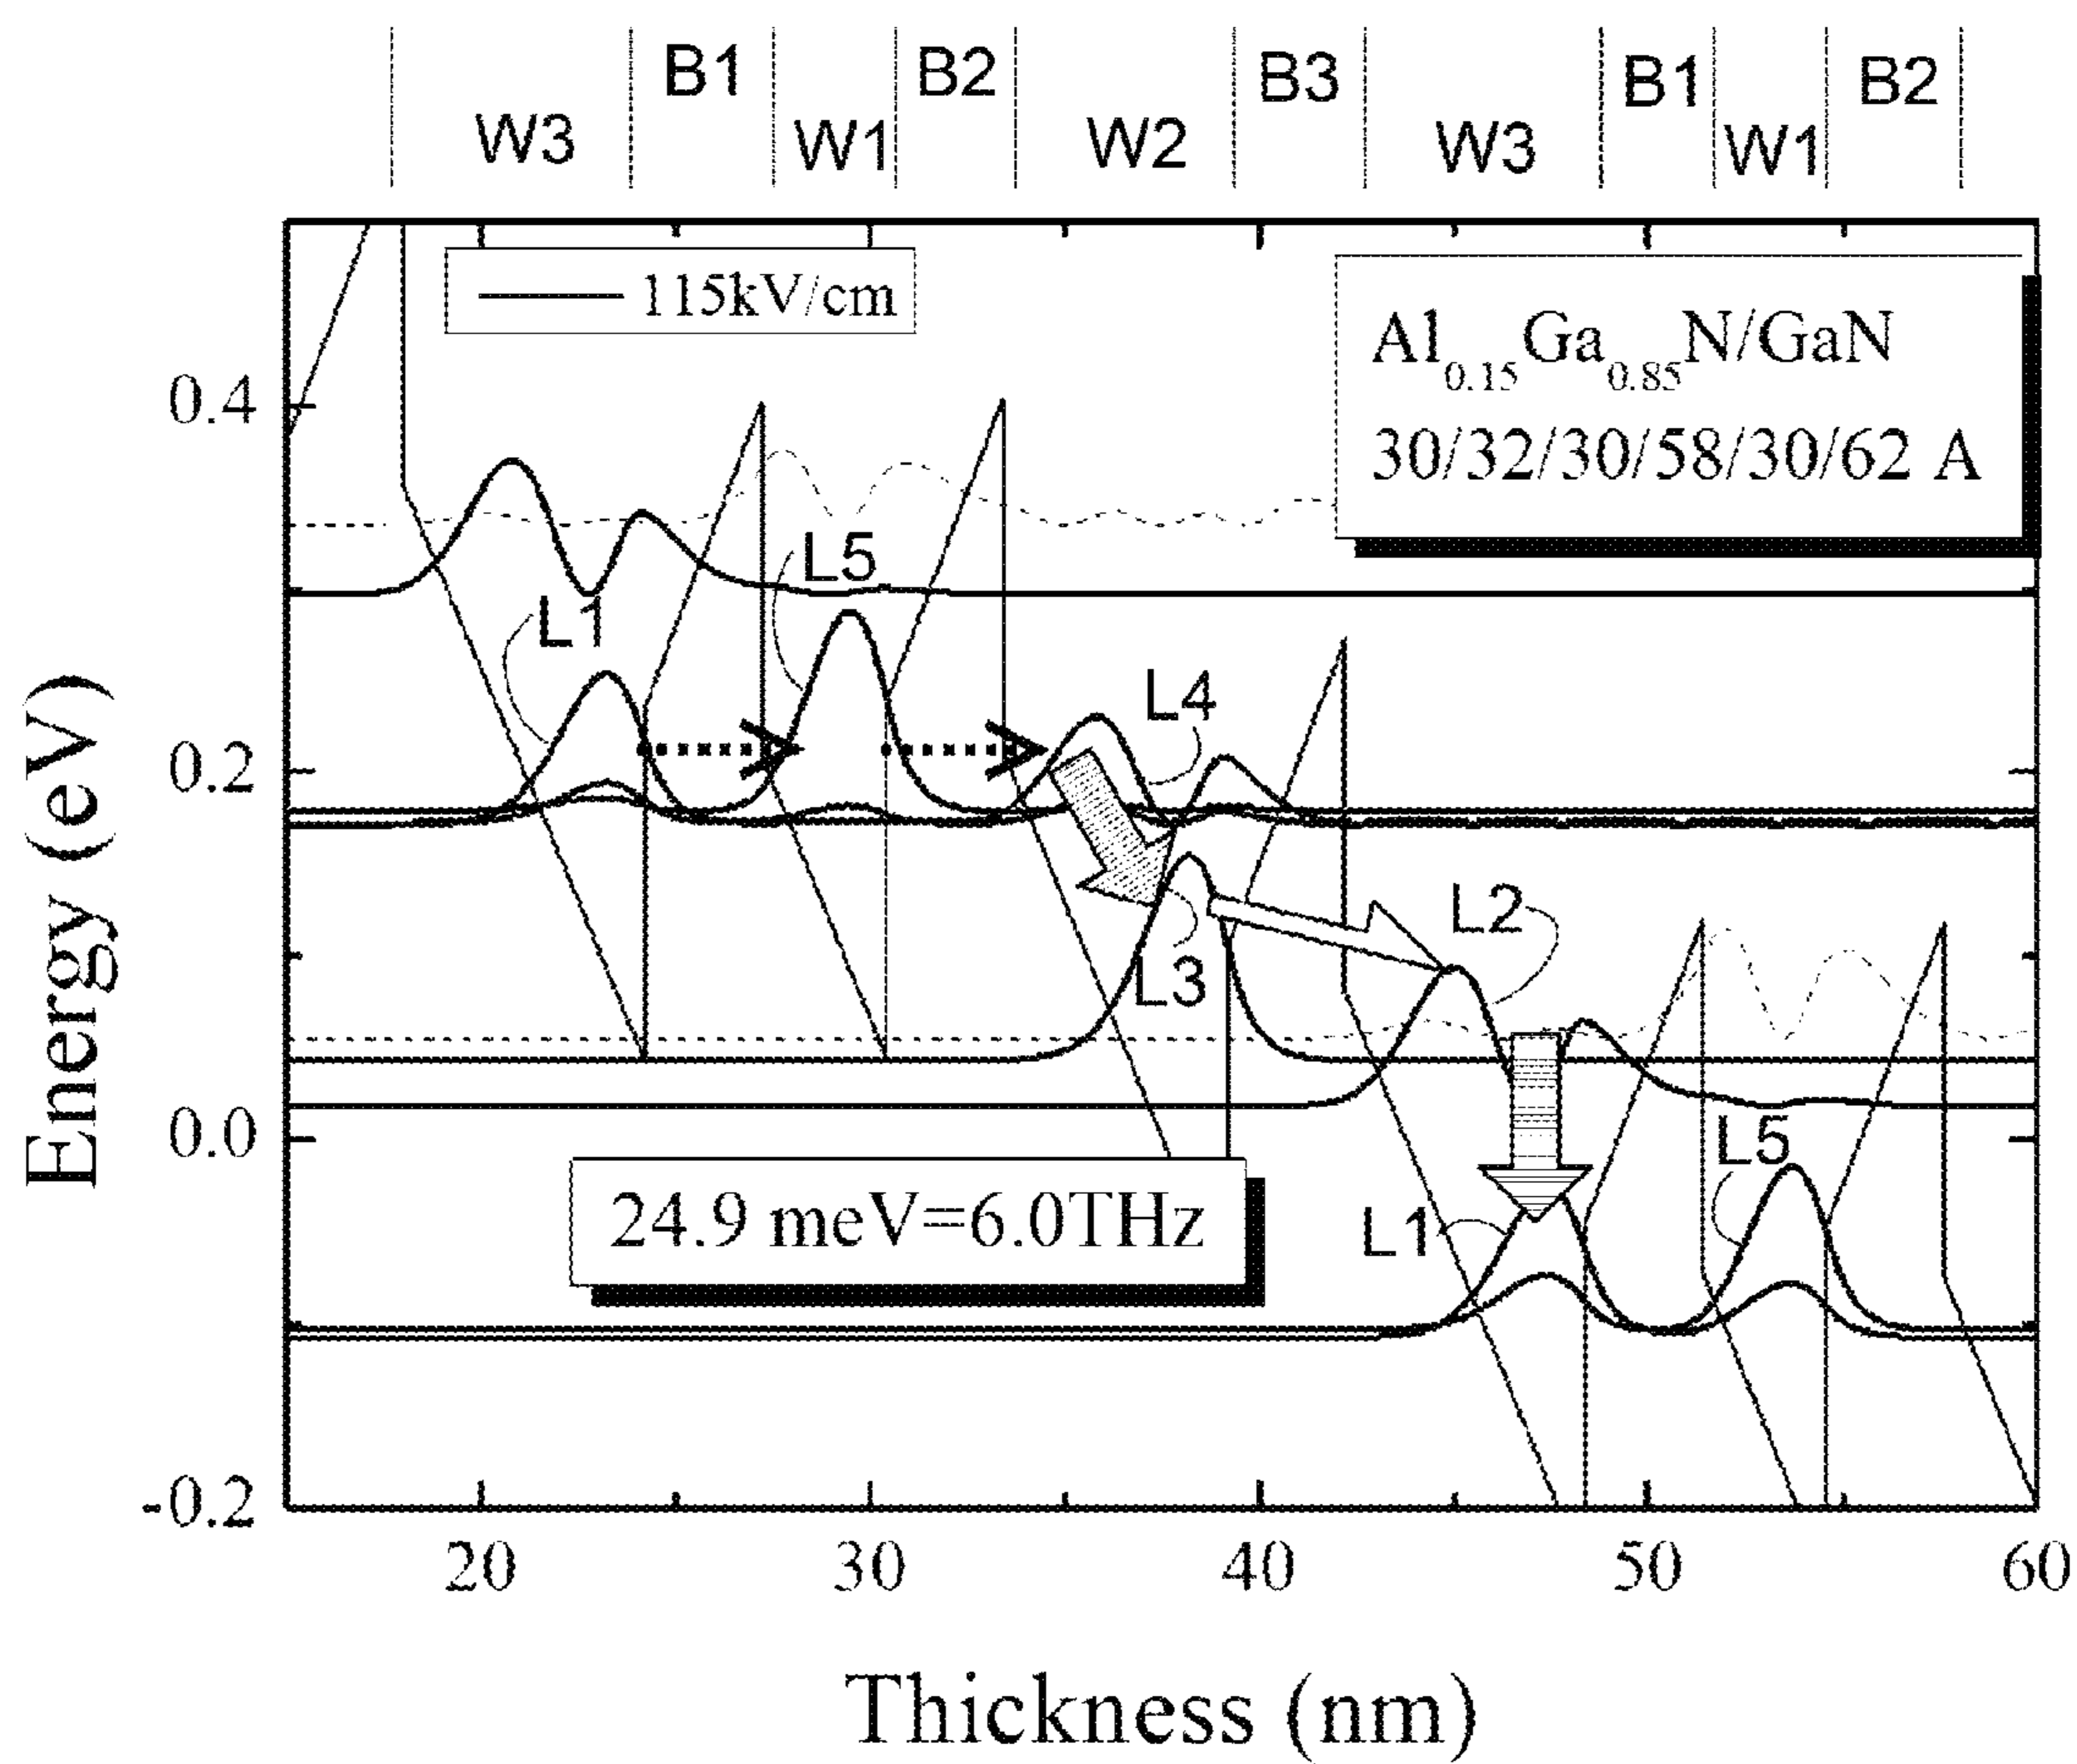 B1 B2 B3 B1 B2
W3 W1 W2 W3 W1
115kV/cm
Al0.15Ga0.85N/GaN
30/32/30/58/30/62 A
0.4
0.2
0.0
-0.2
Energy (eV)
L5
L1
L4
L2
L3
L5
L1
24.9 meV=6.0THz
20 30 40 50 60
Thickness (nm)